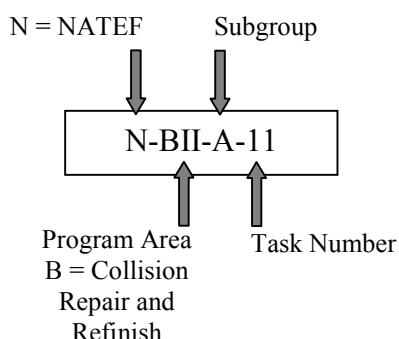 N = NATEF Subgroup
N-BII-A-11
Program Area Task Number
B = Collision
Repair and
Refinish